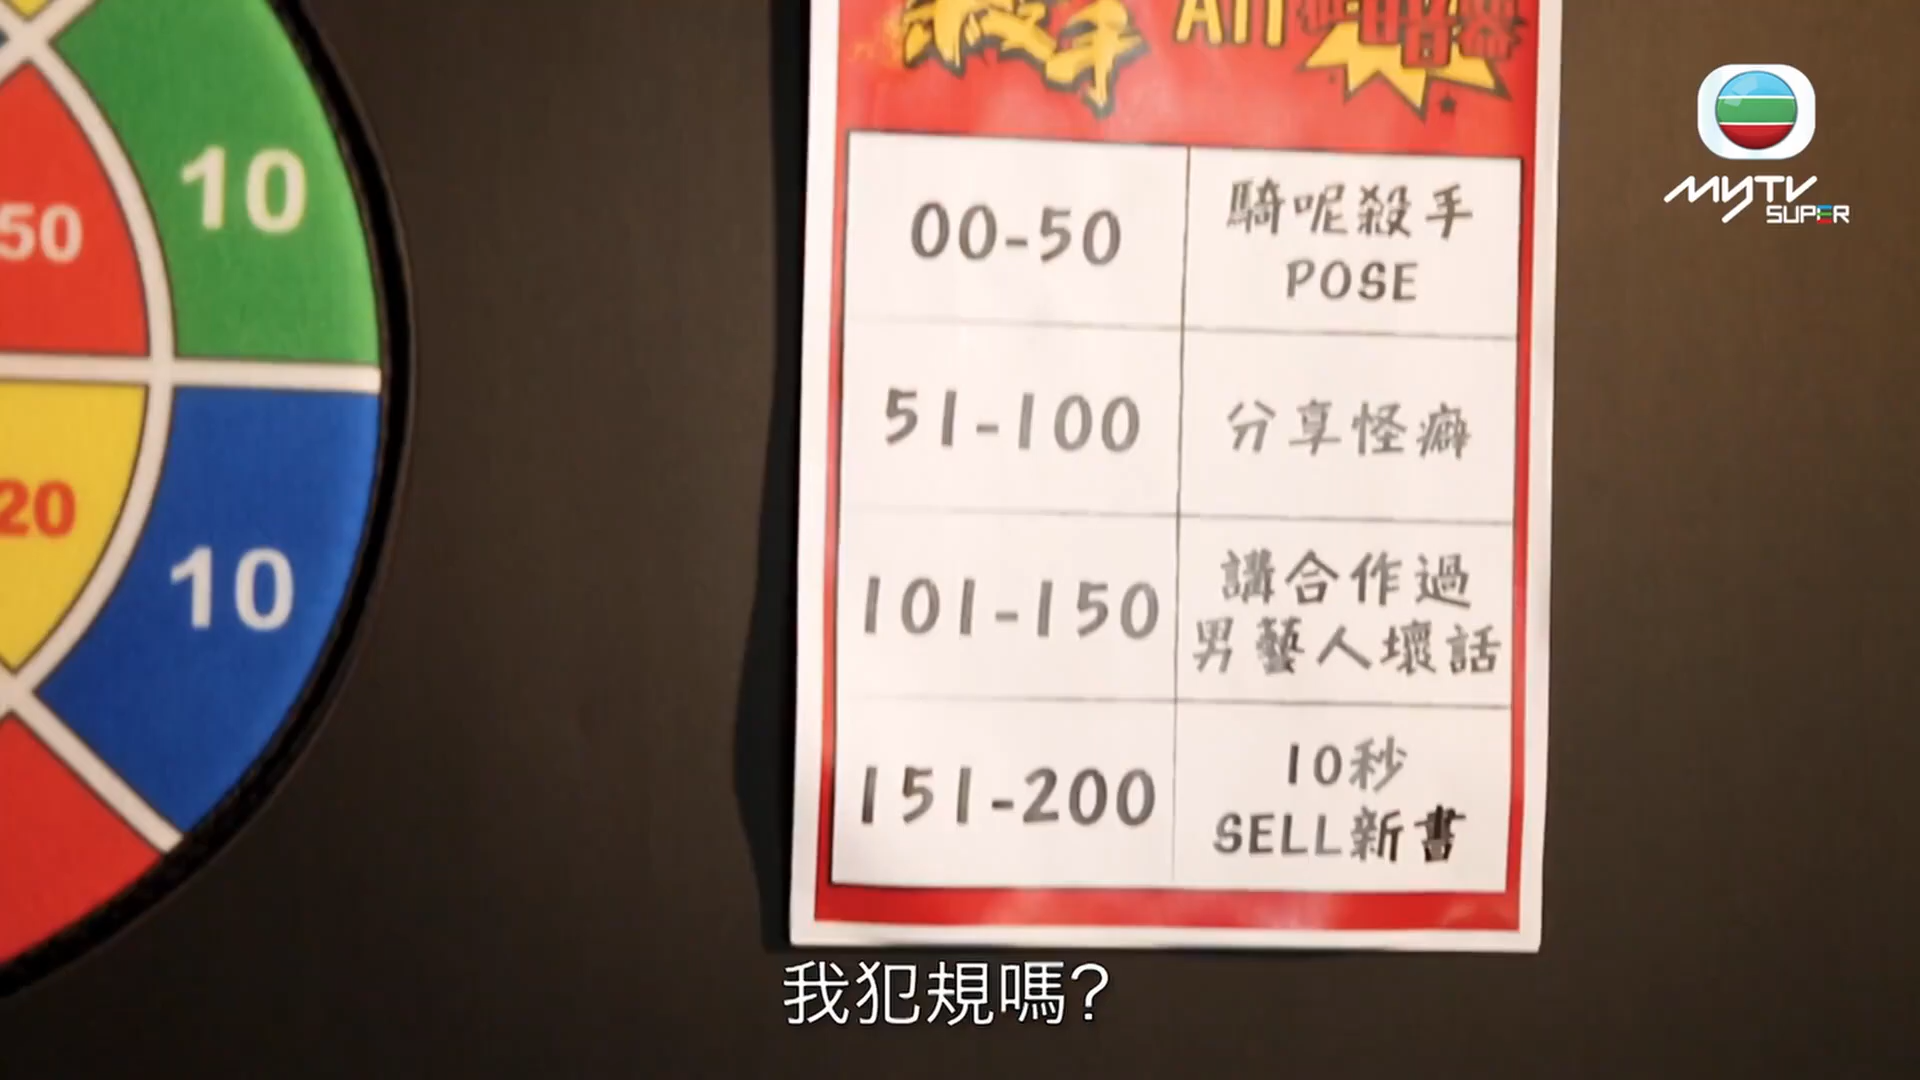 殺手
10
50
20
10
00-50
騎呢殺手
POSE
51-100
分享怪癖
101-150
講合作過
男藝人壞話
151-200
10秒
SELL新書
myTV
SUPER
我犯規嗎?